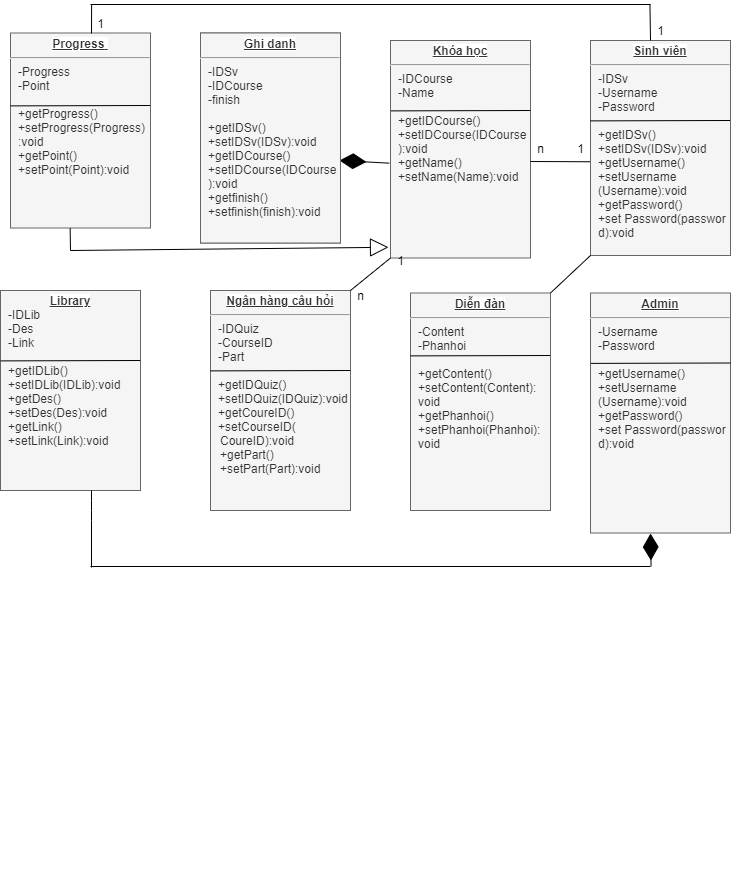 1
1
Progress
-Progress
-Point
+getProgress()
+setProgress(Progress)
:void
+getPoint()
+setPoint(Point):void
Ghi danh
-IDSv
-IDCourse
-finish
+getIDSv()
+setIDSv(IDSv):void
+getIDCourse()
+setIDCourse(IDCourse
):void
+getfinish()
+setfinish(finish):void
Khóa học
-IDCourse
-Name
+getIDCourse()
+setIDCourse(IDCourse
):void
+getName()
+setName(Name):void
n
1
Sinh viên
-IDSv
-Username
-Password
+getIDSv()
+setIDSv(IDSv):void
+getUsername()
+setUsername
(Username):void
+getPassword()
+set Password(passwor
d):void
1
n
Library
-IDLib
-Des
-Link
+getIDLib()
+setIDLib(IDLib):void
+getDes()
+setDes(Des):void
+getLink()
+setLink(Link):void
Ngân hàng câu hỏi
-IDQuiz
-CourseID
-Part
+getIDQuiz()
+setIDQuiz(IDQuiz):void
+getCoureID()
+setCourseID(
CoureID):void
+getPart()
+setPart(Part):void
Diễn đàn
-Content
-Phanhoi
+getContent()
+setContent(Content):
void
+getPhanhoi()
+setPhanhoi(Phanhoi):
void
Admin
-Username
-Password
+getUsername()
+setUsername
(Username):void
+getPassword()
+set Password(passwor
d):void